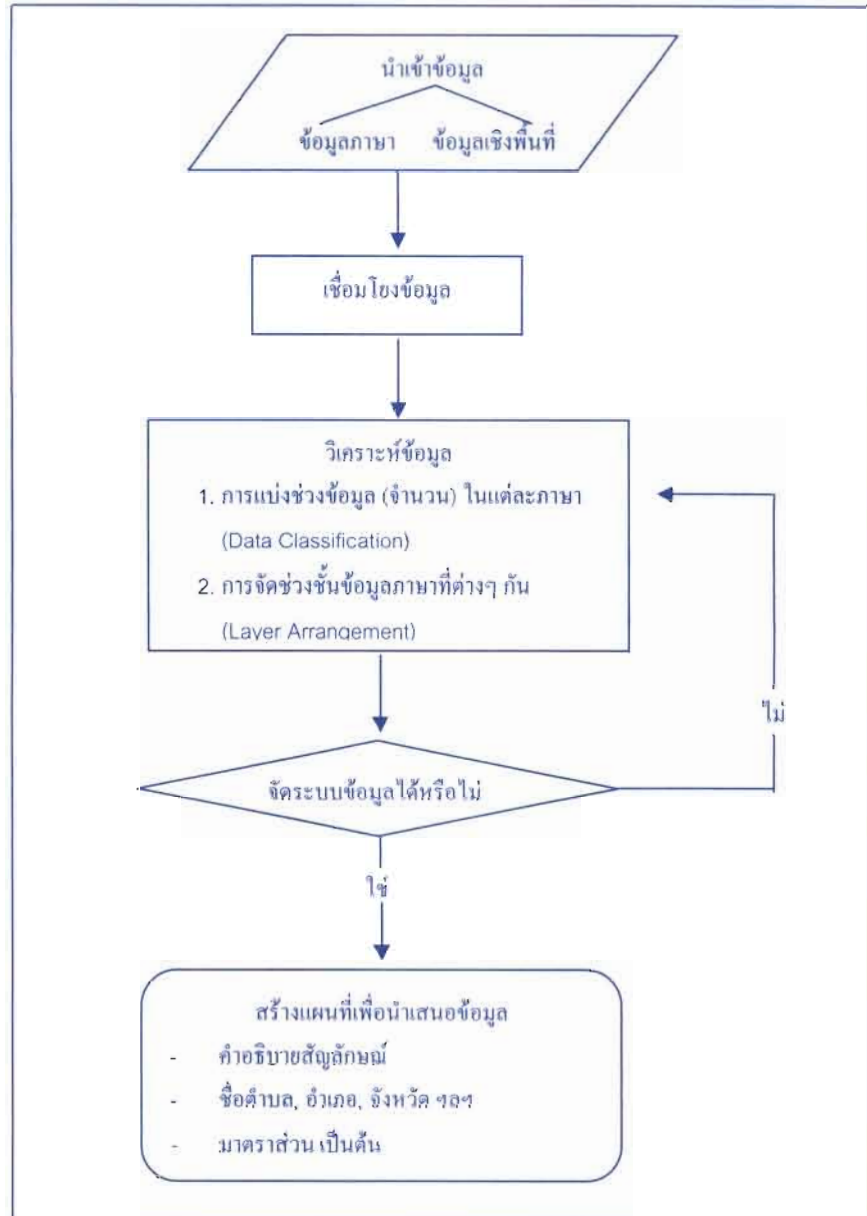 นำเข้าข้อมูล
ข้อมูลภาษา ข้อมูลเชิงพื้นที่
เชื่อมโยงข้อมูล
วิเคราะห์ข้อมูล
1. การแบ่งช่วงข้อมูล (จำนวน) ในแต่ละภาษา
(Data Classification)
2. การจัดช่วงชั้นข้อมูลภาษาที่ต่างๆ กัน
(Layer Arrangement)
ไม่
จัดระบบข้อมูลได้หรือไม่
ใช่
สร้างแผนที่เพื่อนำเสนอข้อมูล
- คำอธิบายสัญลักษณ์
- ชื่อตำบล, อำเภอ, จังหวัด ฯลฯ
- มาตราส่วน เป็นต้น